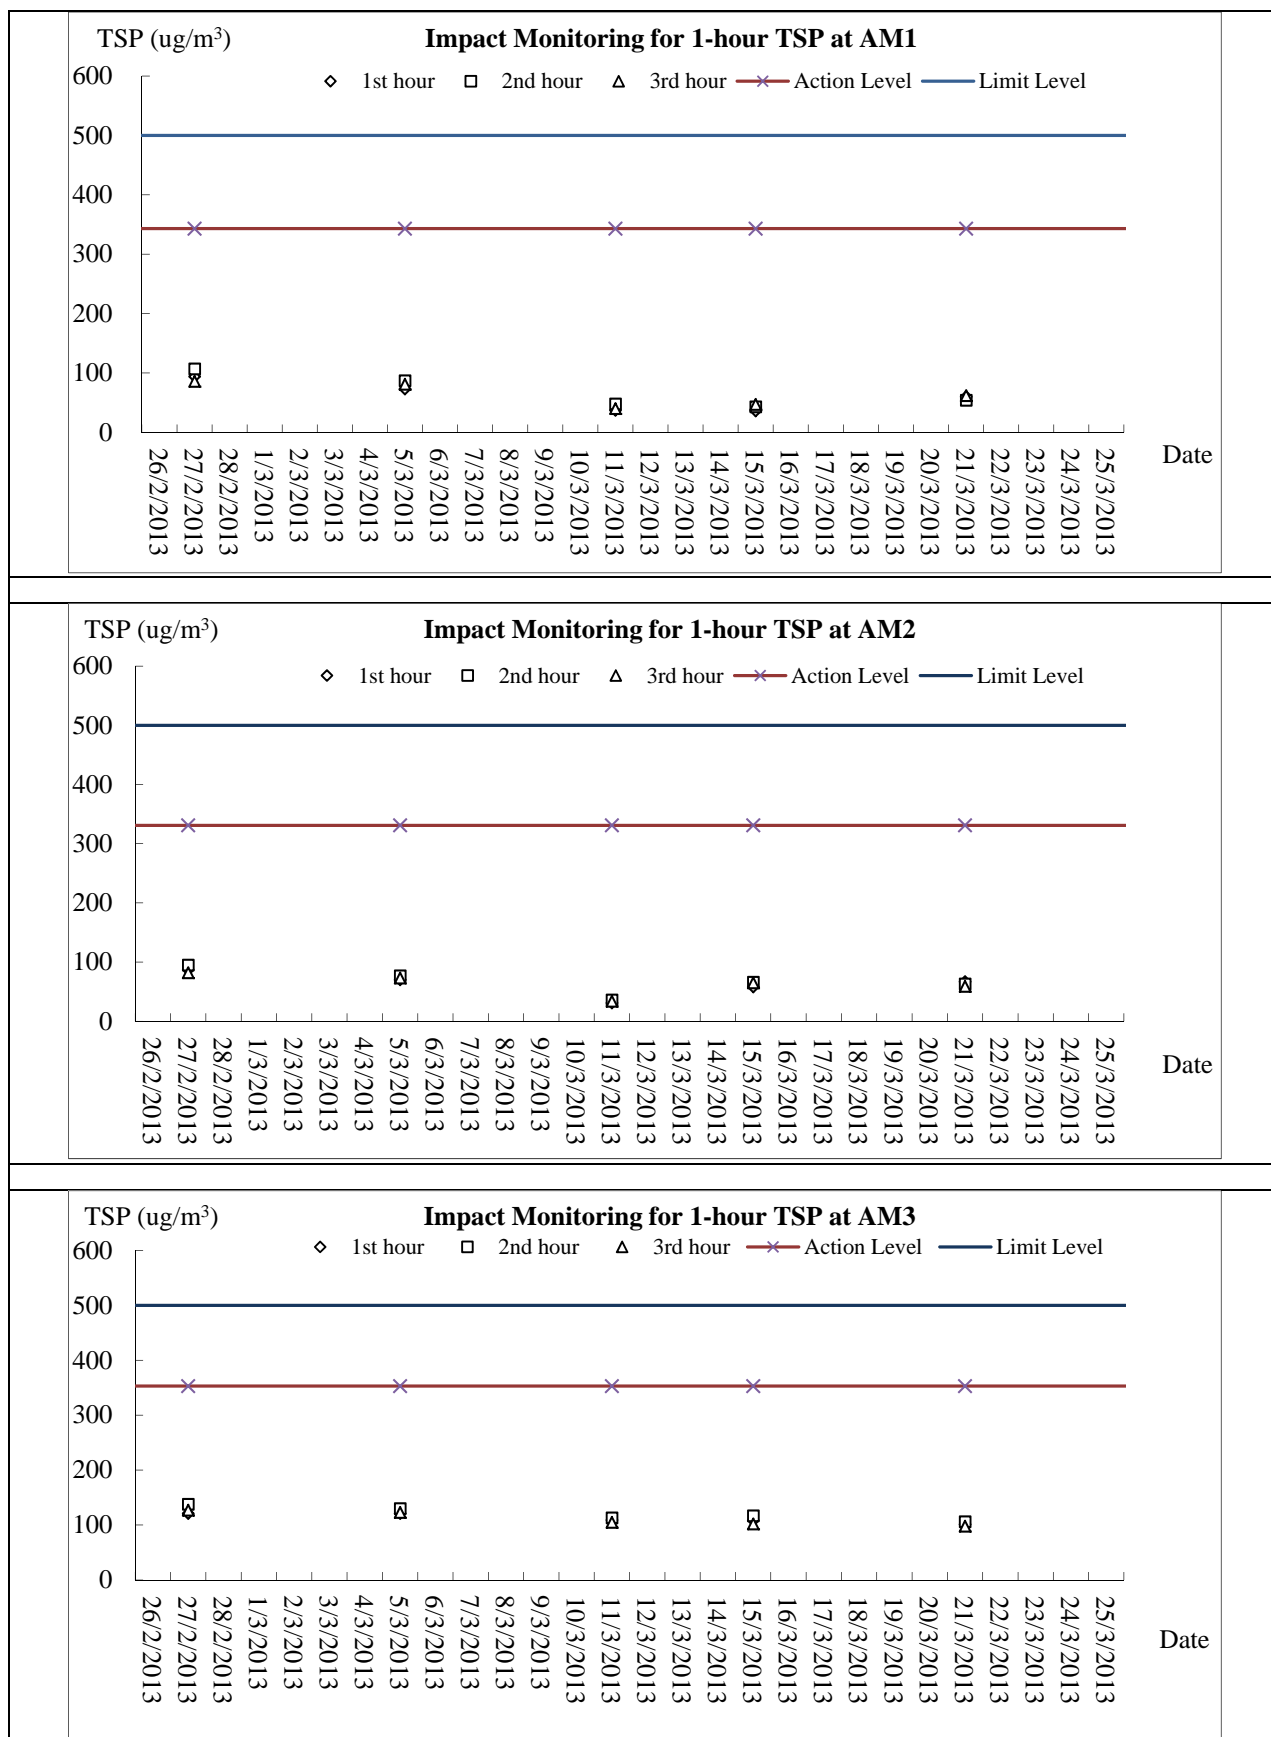 TSP (ug/m³) Impact Monitoring for 1-hour TSP at AM1
600
1st hour 2nd hour 3rd hour Action Level Limit Level
500
400
300
200
100
0
26/2/2013 27/2/2013 28/2/2013 1/3/2013 2/3/2013 3/3/2013 4/3/2013 5/3/2013 6/3/2013 7/3/2013 8/3/2013 9/3/2013 10/3/2013 11/3/2013 12/3/2013 13/3/2013 14/3/2013 15/3/2013 16/3/2013 17/3/2013 18/3/2013 19/3/2013 20/3/2013 21/3/2013 22/3/2013 23/3/2013 24/3/2013 25/3/2013
Date
TSP (ug/m³) Impact Monitoring for 1-hour TSP at AM2
600
1st hour 2nd hour 3rd hour Action Level Limit Level
500
400
300
200
100
0
26/2/2013 27/2/2013 28/2/2013 1/3/2013 2/3/2013 3/3/2013 4/3/2013 5/3/2013 6/3/2013 7/3/2013 8/3/2013 9/3/2013 10/3/2013 11/3/2013 12/3/2013 13/3/2013 14/3/2013 15/3/2013 16/3/2013 17/3/2013 18/3/2013 19/3/2013 20/3/2013 21/3/2013 22/3/2013 23/3/2013 24/3/2013 25/3/2013
Date
TSP (ug/m³) Impact Monitoring for 1-hour TSP at AM3
600
1st hour 2nd hour 3rd hour Action Level Limit Level
500
400
300
200
100
0
26/2/2013 27/2/2013 28/2/2013 1/3/2013 2/3/2013 3/3/2013 4/3/2013 5/3/2013 6/3/2013 7/3/2013 8/3/2013 9/3/2013 10/3/2013 11/3/2013 12/3/2013 13/3/2013 14/3/2013 15/3/2013 16/3/2013 17/3/2013 18/3/2013 19/3/2013 20/3/2013 21/3/2013 22/3/2013 23/3/2013 24/3/2013 25/3/2013
Date